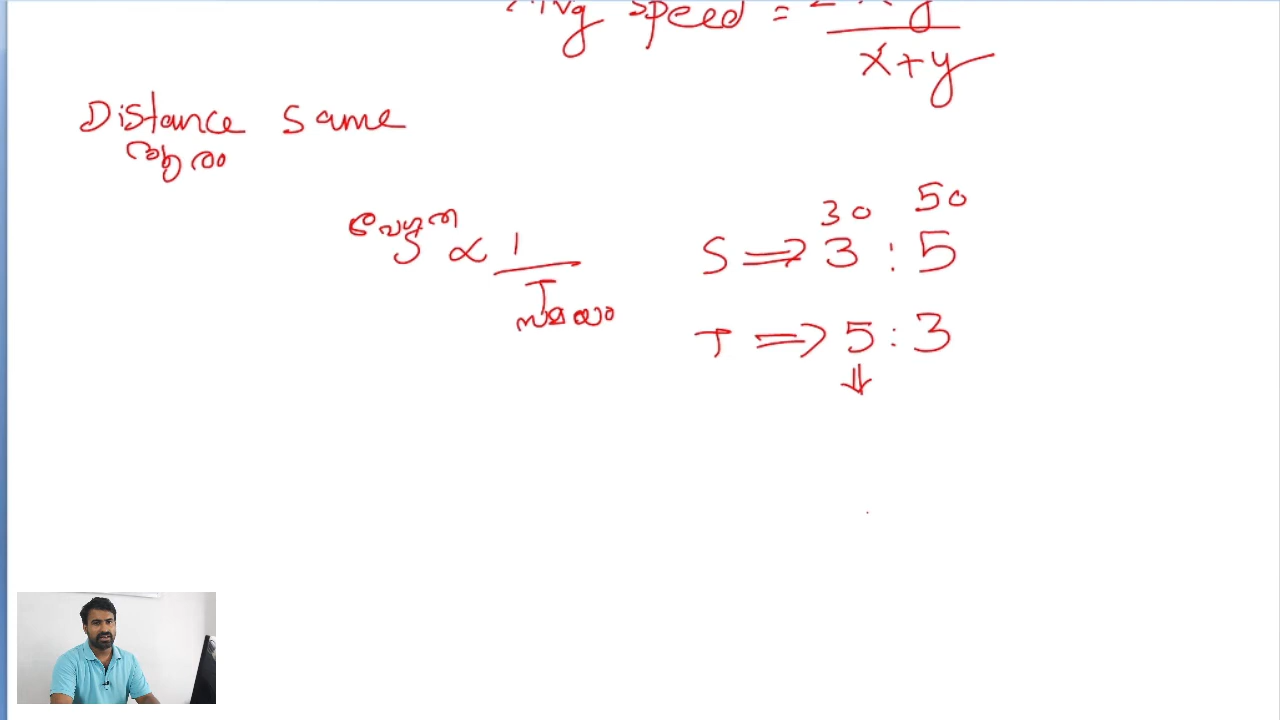 Avg speed = 2xy
x+y
Distance same
ദൂരം
30 50
വേഗത
S ∝ 1
S ⇒ 3 : 5
T
സമയം
T ⇒ 5 : 3
⇓